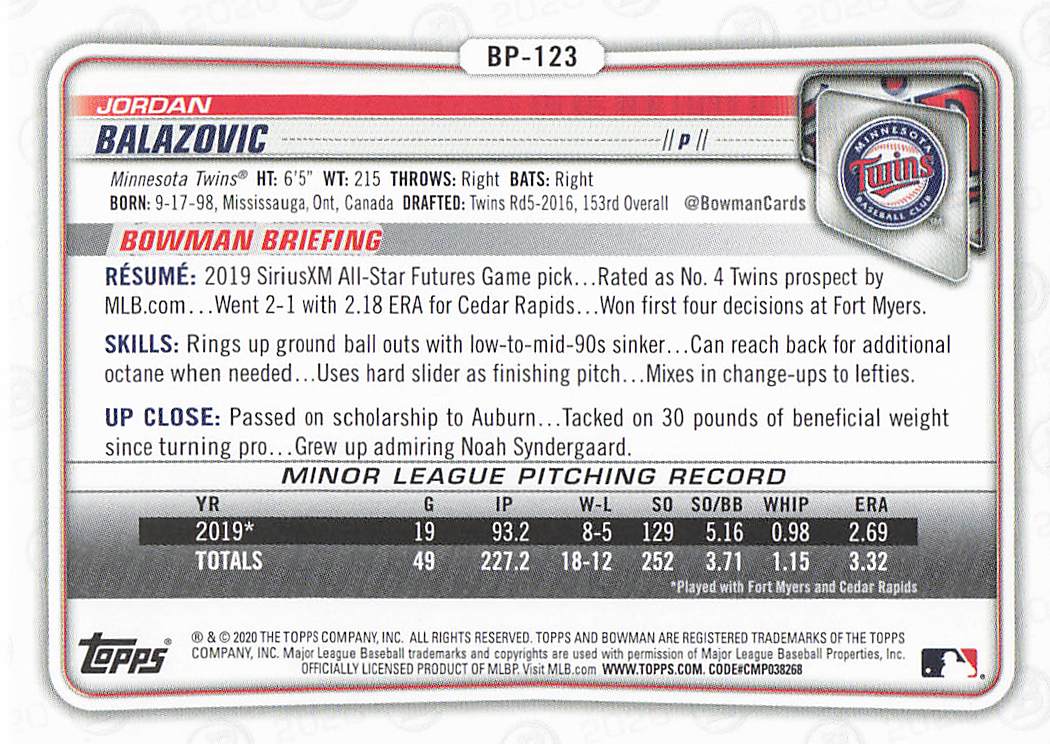 BP-123
JORDAN
BALAZOVIC // P //
Minnesota Twins® HT: 6'5" WT: 215 THROWS: Right BATS: Right
BORN: 9-17-98, Mississauga, Ont, Canada DRAFTED: Twins Rd5-2016, 153rd Overall @BowmanCards
MINNESOTA
Twins
BASEBALL CLUB
TM
BOWMAN BRIEFING
RÉSUMÉ: 2019 SiriusXM All-Star Futures Game pick...Rated as No. 4 Twins prospect by
MLB.com...Went 2-1 with 2.18 ERA for Cedar Rapids...Won first four decisions at Fort Myers.
SKILLS: Rings up ground ball outs with low-to-mid-90s sinker...Can reach back for additional
octane when needed...Uses hard slider as finishing pitch...Mixes in change-ups to lefties.
UP CLOSE: Passed on scholarship to Auburn...Tacked on 30 pounds of beneficial weight
since turning pro...Grew up admiring Noah Syndergaard.
MINOR LEAGUE PITCHING RECORD
YR G IP W-L SO SO/BB WHIP ERA
2019* 19 93.2 8-5 129 5.16 0.98 2.69
TOTALS 49 227.2 18-12 252 3.71 1.15 3.32
*Played with Fort Myers and Cedar Rapids
Topps®
® & © 2020 THE TOPPS COMPANY, INC. ALL RIGHTS RESERVED. TOPPS AND BOWMAN ARE REGISTERED TRADEMARKS OF THE TOPPS
COMPANY, INC. Major League Baseball trademarks and copyrights are used with permission of Major League Baseball Properties, Inc.
OFFICIALLY LICENSED PRODUCT OF MLBP. Visit MLB.com WWW.TOPPS.COM. CODE#CMP038268